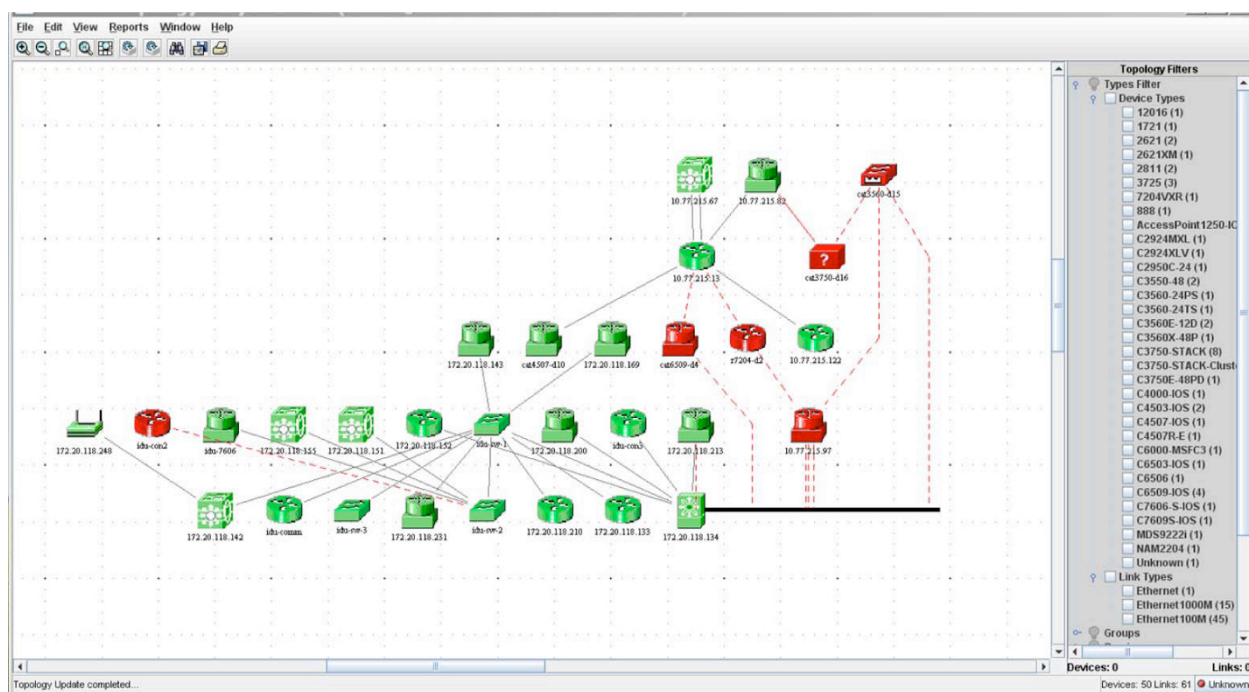 File Edit View Reports Window Help
Topology Filters
Types Filter
Device Types
12016 (1)
1721 (1)
2621 (2)
2621XM (1)
2811 (2)
3725 (3)
7204VXR (1)
888 (1)
AccessPoint1250-IO
C2924MXL (1)
C2924XLV (1)
C2950C-24 (1)
C3550-48 (2)
C3560-24PS (1)
C3560-24TS (1)
C3560E-12D (2)
C3560X-48P (1)
C3750-STACK (8)
C3750-STACK-Cluste
C3750E-48PD (1)
C4000-IOS (1)
C4503-IOS (2)
C4507-IOS (1)
C4507R-E (1)
C6000-MSFC3 (1)
C6503-IOS (1)
C6506 (1)
C6509-IOS (4)
C7606-S-IOS (1)
C7609S-IOS (1)
MDS9222i (1)
NAM2204 (1)
Unknown (1)
Link Types
Ethernet (1)
Ethernet1000M (15)
Ethernet100M (45)
Groups
10.77.215.67 10.77.215.82 cat3560-d15
10.77.215.13 ? cat3750-d16
172.20.118.143 cat4507-d10 172.20.118.169 cat6509-d4 r7204-d2 10.77.215.122
172.20.118.248 idu-con2 idu-7606 172.20.118.155 172.20.118.151 172.20.118.152 idu-sw-1 172.20.118.200 idu-con3 172.20.118.213 10.77.215.97
172.20.118.142 idu-comm idu-sw-3 172.20.118.231 idu-sw-2 172.20.118.210 172.20.118.133 172.20.118.134
Devices: 0 Links: 0
Topology Update completed... Devices: 50 Links: 61 Unknown